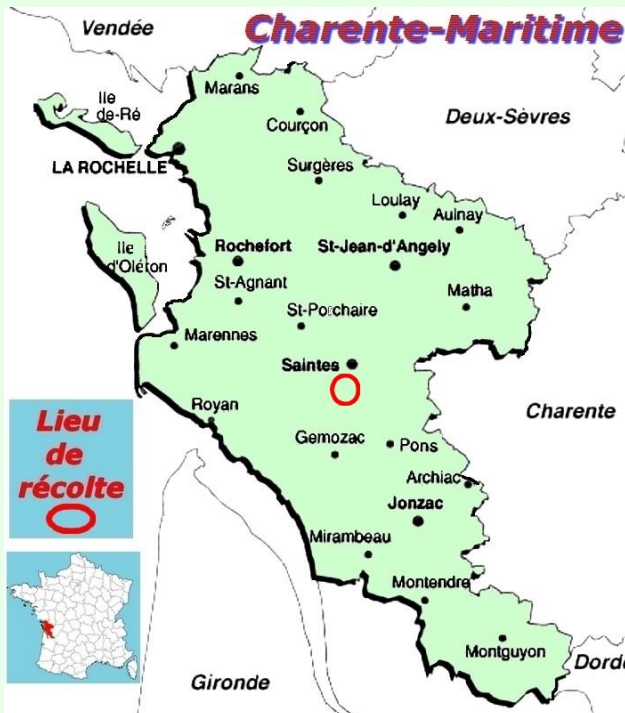 Charente-Maritime
Vendée
Marans
Ile
de-Ré
Courçon
Deux-Sèvres
LA ROCHELLE
Surgères
Loulay
Aulnay
Ile
d'Oléron
Rochefort
St-Jean-d'Angely
St-Agnant
Matha
St-Porchaire
Marennes
Saintes
Royan
Charente
Lieu
de
récolte
Gemozac
Pons
Archiac
Jonzac
Mirambeau
Montendre
Montguyon
Dord
Gironde